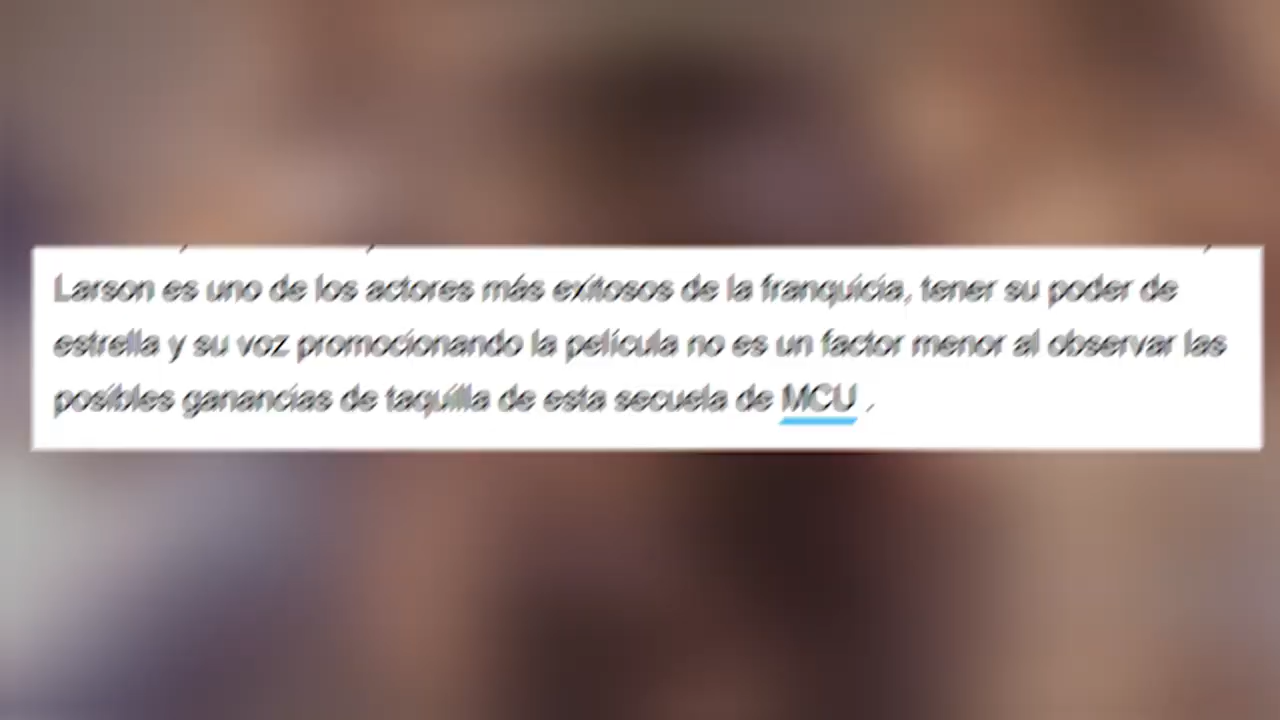 Larson es uno de los actores más exitosos de la franquicia, tener su poder de
estrella y su voz promocionando la película no es un factor menor al observar las
posibles ganancias de taquilla de esta secuela de MCU .